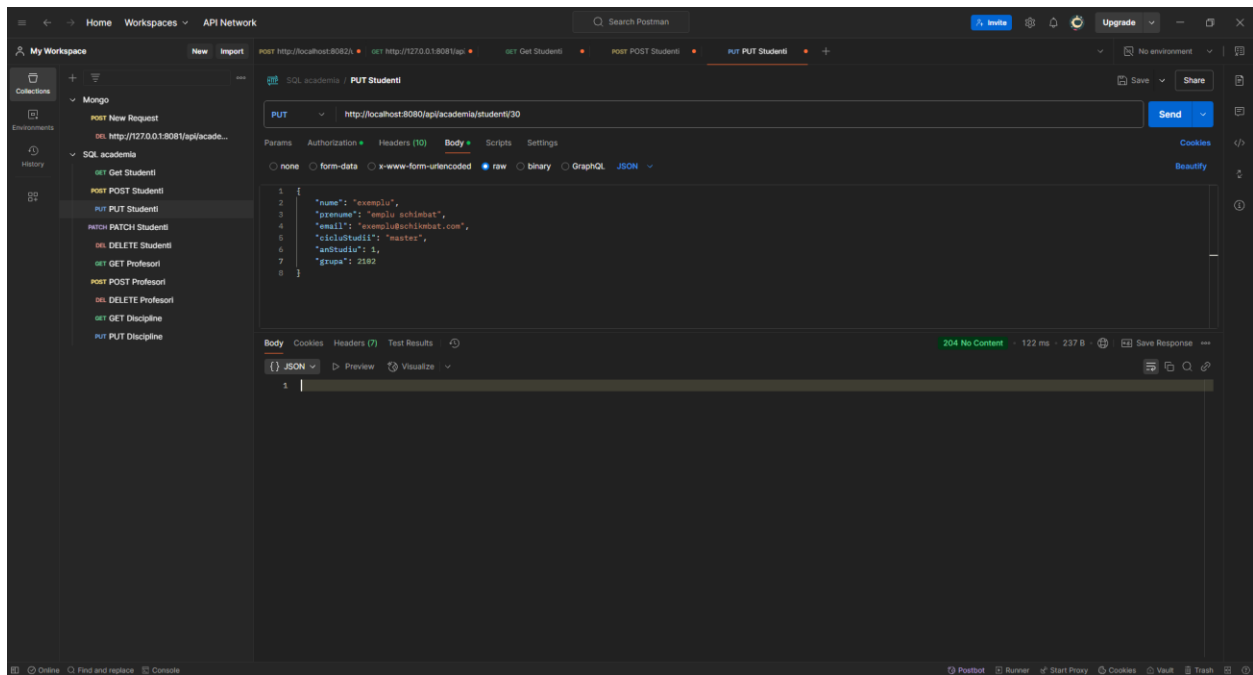 Home Workspaces API Network
Search Postman
Invite
Upgrade
My Workspace New Import
POST http://localhost:8082/ GET http://127.0.0.1:8081/api GET Get Studenti POST POST Studenti PUT PUT Studenti
No environment
Collections
Environments
History
Mongo
POST New Request
DEL http://127.0.0.1:8081/api/acade...
SQL academia
GET Get Studenti
POST POST Studenti
PUT PUT Studenti
PATCH PATCH Studenti
DEL DELETE Studenti
GET GET Profesori
POST POST Profesori
DEL DELETE Profesori
GET GET Discipline
PUT PUT Discipline
SQL academia / PUT Studenti
Save Share
PUT http://localhost:8080/api/academia/studenti/30
Send
Params Authorization Headers (10) Body Scripts Settings
Cookies
none form-data x-www-form-urlencoded raw binary GraphQL JSON
Beautify
1 {
2 "nume": "exemplu",
3 "prenume": "emplu schimbat",
4 "email": "exemplu@schikmbat.com",
5 "cicluStudii": "master",
6 "anStudiu": 1,
7 "grupa": 2102
8 }
Body Cookies Headers (7) Test Results
204 No Content 122 ms 237 B Save Response
{} JSON Preview Visualize
1
Online Find and replace Console
Postbot Runner Start Proxy Cookies Vault Trash